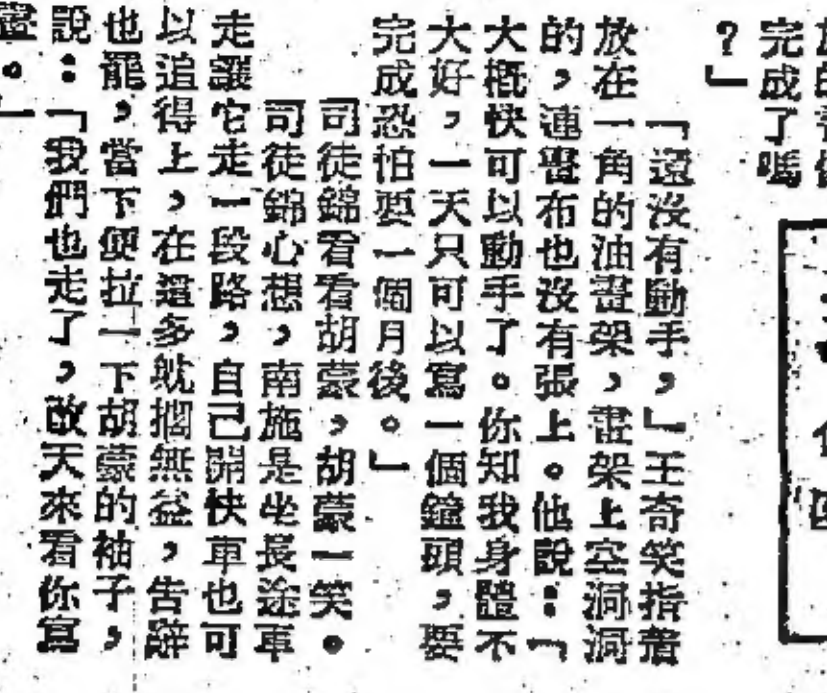 完成了嗎
？」
「還沒有動手，」王奇笑指着
放在一角的油畫架，畫架上空洞洞
的，連畫布也沒有張上。他說：「
大概快可以動手了。你知我身體不
大好，一天只可以寫一個鐘頭，要
完成恐怕要一個月後。」
司徒錦看看胡蒙，胡蒙一笑。
司徒錦心想，南施是坐長途車
走讓它走一段路，自己開快車也可
以追得上，在這多躭擱無益，告辭
也罷，當下便拉一下胡蒙的袖子，
說：「我們也走了，改天來看你寫
畫。」